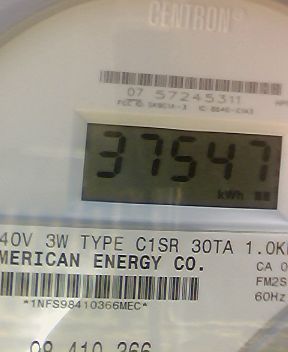 CENTRON®
07 57245311
37547
kWh
40V 3W TYPE C1SR 30TA 1.0K
MERICAN ENERGY CO.
CA 0
FM2S
60Hz
*1NFS98410366MEC*
98 410 366